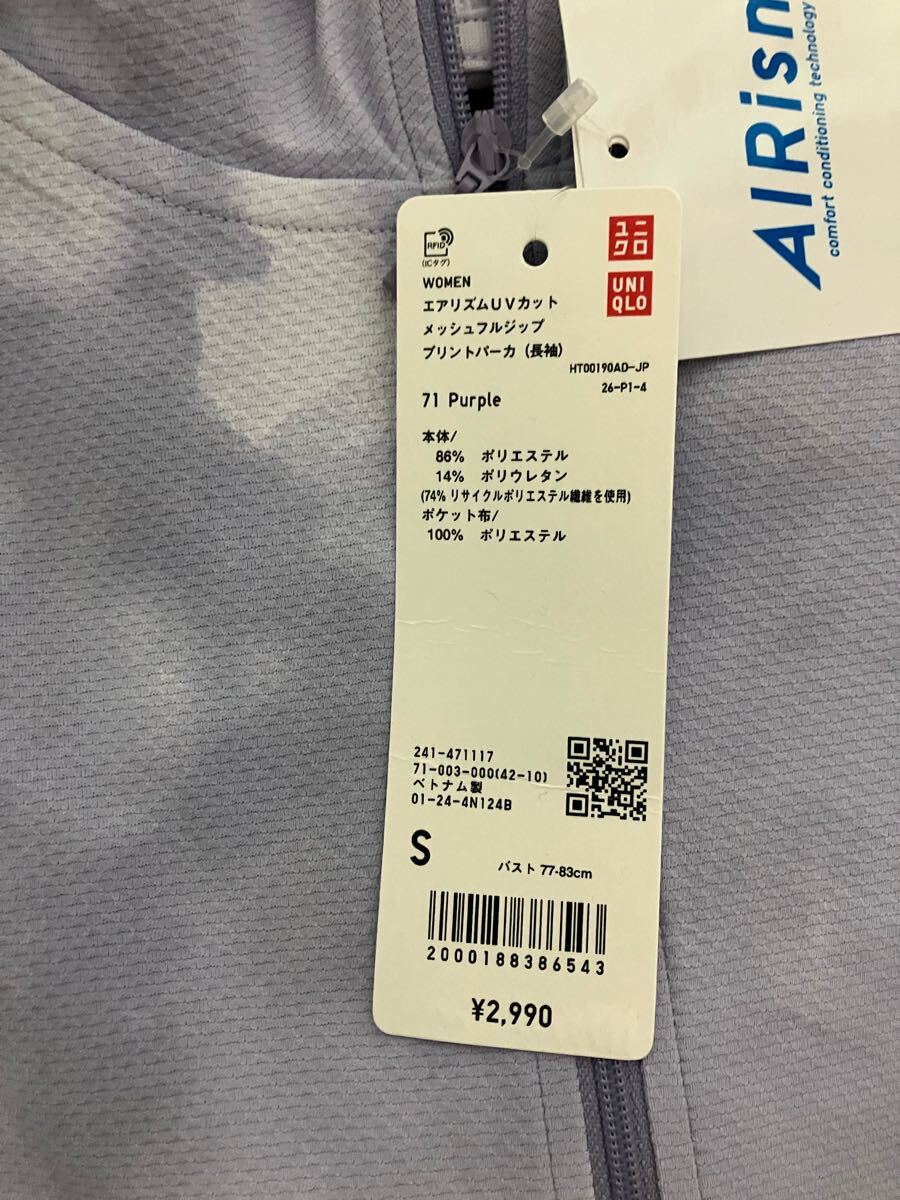 AIRism
comfort conditioning technology
RFID
(ICタグ)
ユニ
クロ
UNI
QLO
WOMEN
エアリズムUVカット
メッシュフルジップ
プリントパーカ(長袖)
HT00190AD-JP
26-P1-4
71 Purple
本体/
86% ポリエステル
14% ポリウレタン
(74% リサイクルポリエステル繊維を使用)
ポケット布/
100% ポリエステル
241-471117
71-003-000(42-10)
ベトナム製
01-24-4N124B
S
バスト 77-83cm
2000188386543
¥2,990